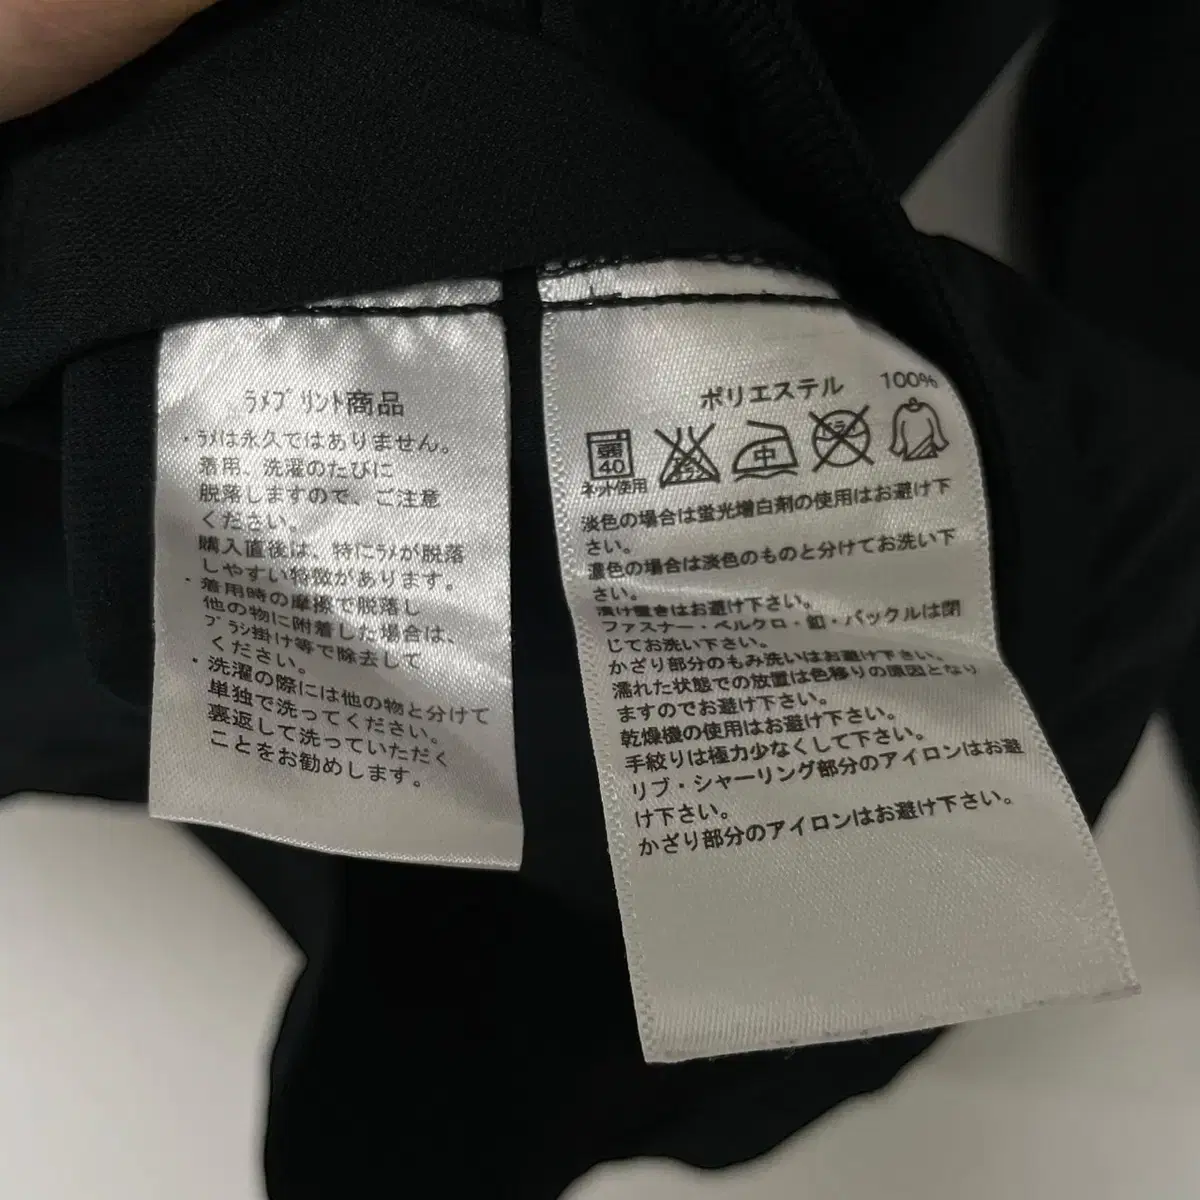 ﾗﾒﾌﾟﾘﾝﾄ商品
・ﾗﾒは永久ではありません。
着用、洗濯のたびに
脱落しますので、ご注意
ください。
購入直後は、特にﾗﾒが脱落
しやすい特徴があります。
・着用時の摩擦で脱落し
他の物に附着した場合は、
ﾌﾞﾗｼ掛け等で除去して
ください。
・洗濯の際には他の物と分けて
単独で洗ってください。
裏返して洗っていただく
ことをお勧めします。
ポリエステル 100%
弱 40 中 ドライ
ネット使用
淡色の場合は蛍光増白剤の使用はお避け下
さい。
濃色の場合は淡色のものと分けてお洗い下
さい。
漬け置きはお避け下さい。
ファスナー・ベルクロ・釦・バックルは閉
じてお洗い下さい。
かざり部分のもみ洗いはお避け下さい。
濡れた状態での放置は色移りの原因となり
ますのでお避け下さい。
乾燥機の使用はお避け下さい。
手絞りは極力少なくして下さい。
リブ・シャーリング部分のアイロンはお避
け下さい。
かざり部分のアイロンはお避け下さい。